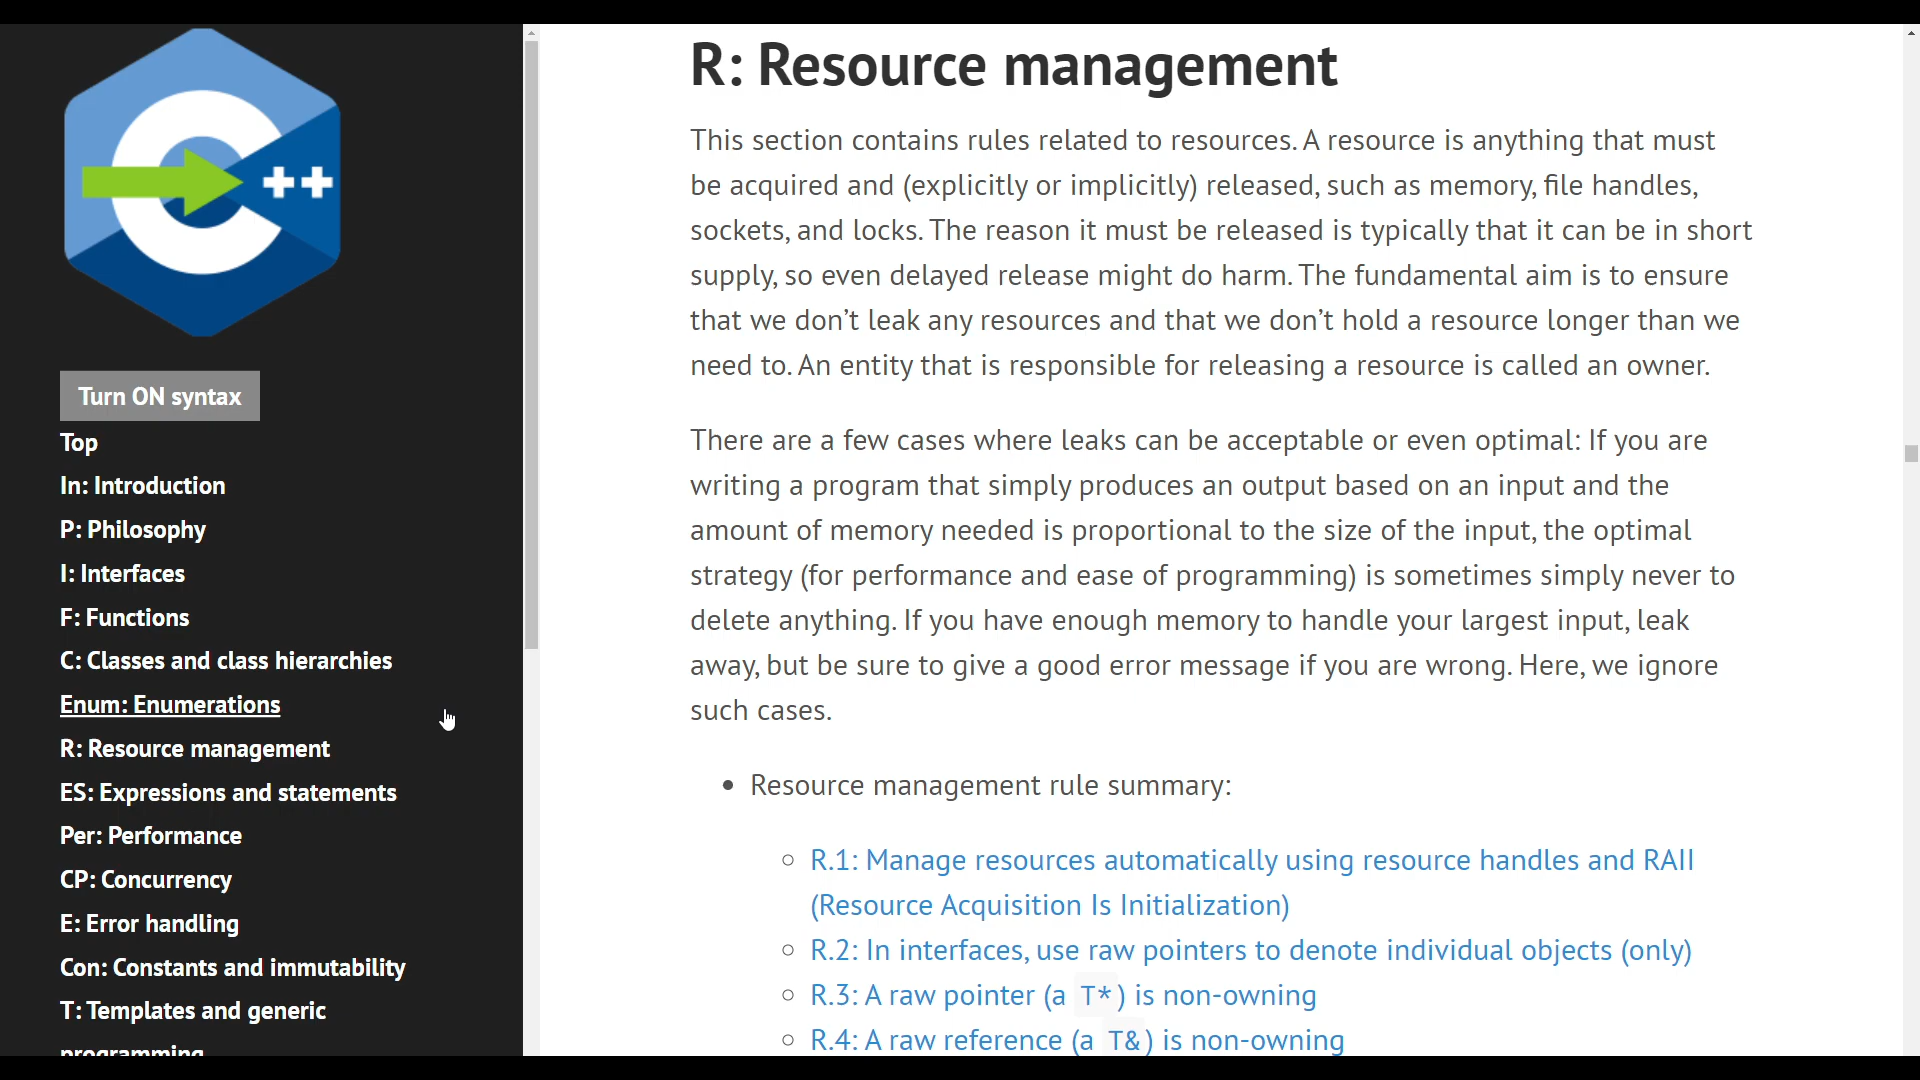 ++
Turn ON syntax
Top
In: Introduction
P: Philosophy
I: Interfaces
F: Functions
C: Classes and class hierarchies
Enum: Enumerations
R: Resource management
ES: Expressions and statements
Per: Performance
CP: Concurrency
E: Error handling
Con: Constants and immutability
T: Templates and generic
programming
R: Resource management
This section contains rules related to resources. A resource is anything that must
be acquired and (explicitly or implicitly) released, such as memory, file handles,
sockets, and locks. The reason it must be released is typically that it can be in short
supply, so even delayed release might do harm. The fundamental aim is to ensure
that we don’t leak any resources and that we don’t hold a resource longer than we
need to. An entity that is responsible for releasing a resource is called an owner.
There are a few cases where leaks can be acceptable or even optimal: If you are
writing a program that simply produces an output based on an input and the
amount of memory needed is proportional to the size of the input, the optimal
strategy (for performance and ease of programming) is sometimes simply never to
delete anything. If you have enough memory to handle your largest input, leak
away, but be sure to give a good error message if you are wrong. Here, we ignore
such cases.
• Resource management rule summary:
○ R.1: Manage resources automatically using resource handles and RAII
(Resource Acquisition Is Initialization)
○ R.2: In interfaces, use raw pointers to denote individual objects (only)
○ R.3: A raw pointer (a T*) is non-owning
○ R.4: A raw reference (a T&) is non-owning